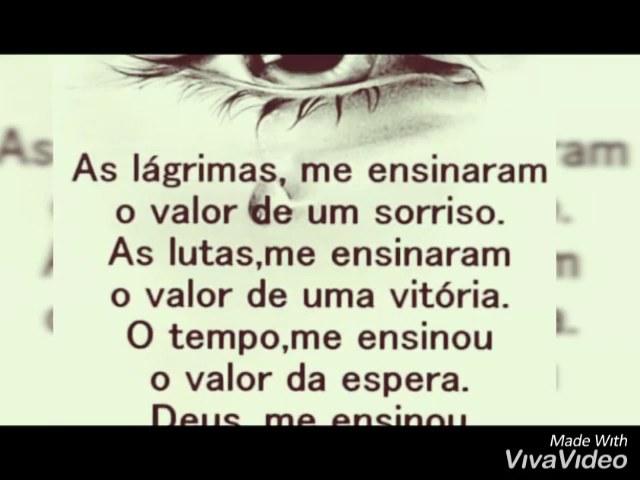 As lágrimas, me ensinaram
o valor de um sorriso.
As lutas,me ensinaram
o valor de uma vitória.
O tempo,me ensinou
o valor da espera.
Deus, me ensinou
Made With
VivaVideo